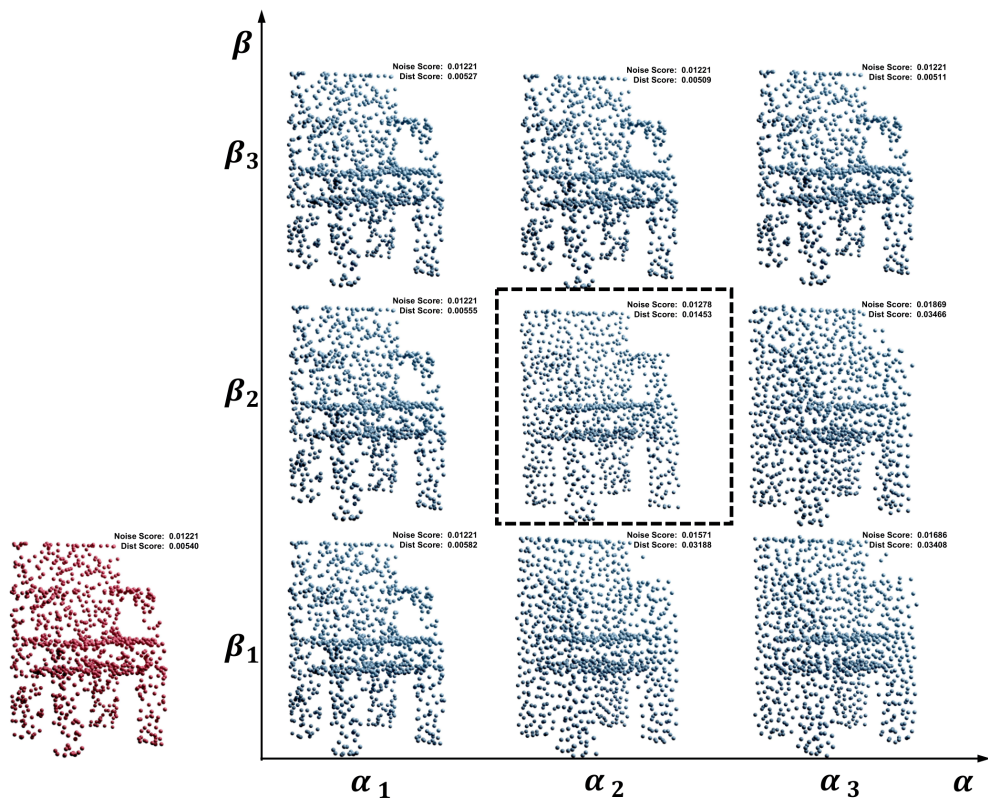 β
Noise Score: 0.01221
Dist Score: 0.00527
Noise Score: 0.01221
Dist Score: 0.00509
Noise Score: 0.01221
Dist Score: 0.00511
β3
Noise Score: 0.01221
Dist Score: 0.00555
Noise Score: 0.01278
Dist Score: 0.01453
Noise Score: 0.01869
Dist Score: 0.03466
β2
Noise Score: 0.01221
Dist Score: 0.00540
Noise Score: 0.01221
Dist Score: 0.00582
Noise Score: 0.01571
Dist Score: 0.03188
Noise Score: 0.01686
Dist Score: 0.03408
β1
α1 α2 α3 α